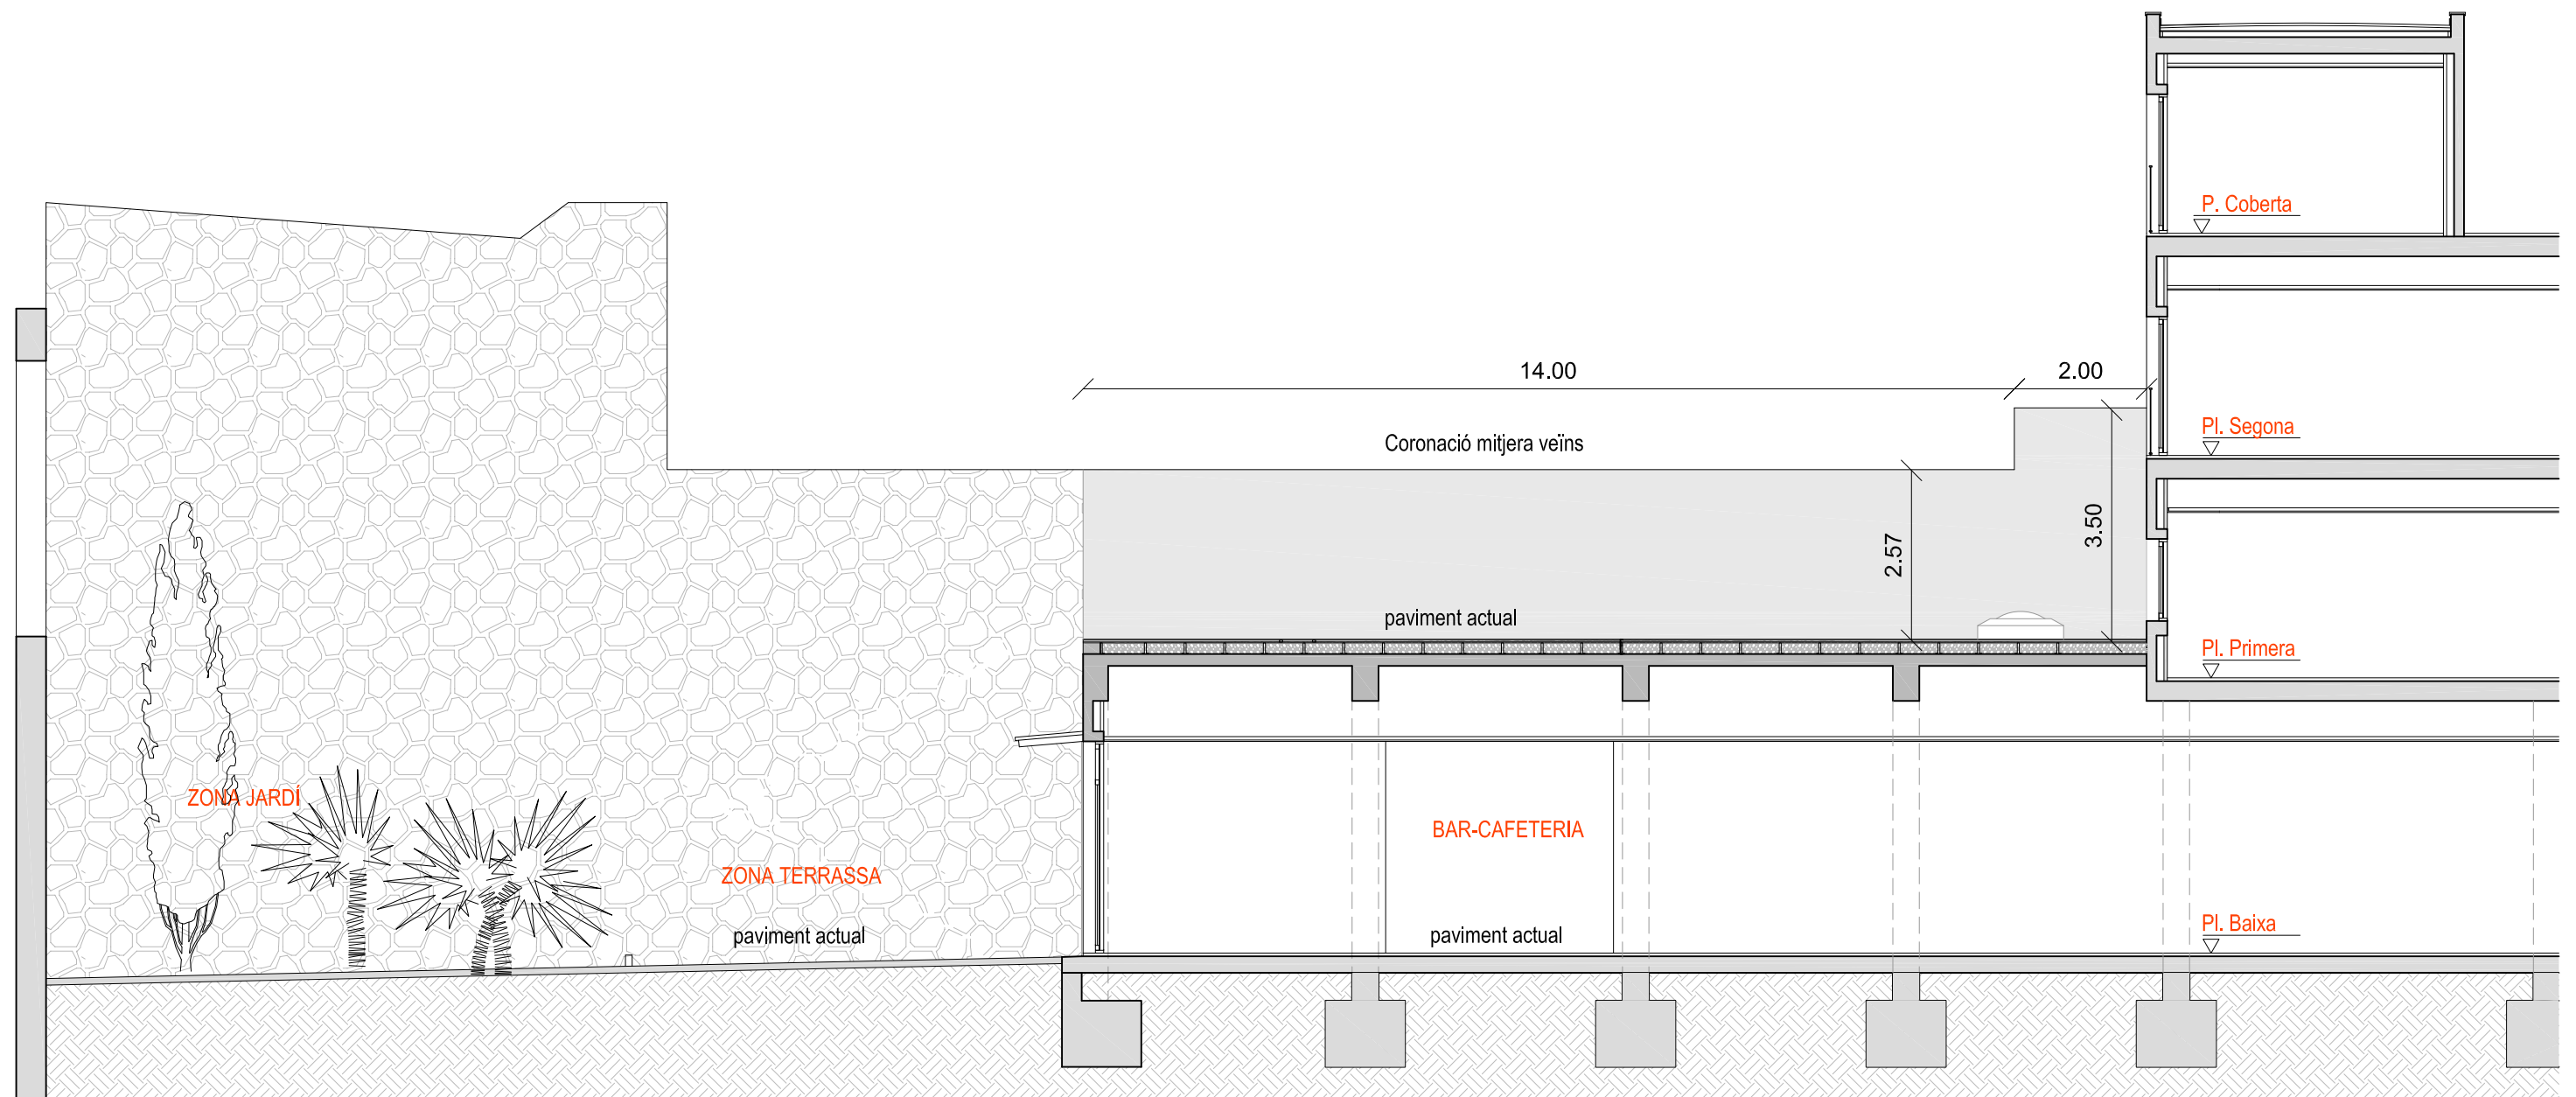 P. Coberta
14.00
2.00
Pl. Segona
Coronació mitjera veïns
2.57
3.50
paviment actual
Pl. Primera
ZONA JARDÍ
BAR-CAFETERIA
ZONA TERRASSA
paviment actual
paviment actual
Pl. Baixa